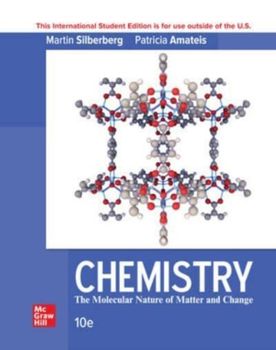 This International Student Edition is for use outside of the U.S.
Martin Silberberg Patricia Amateis
CHEMISTRY
The Molecular Nature of Matter and Change
Mc
Graw
Hill
10e